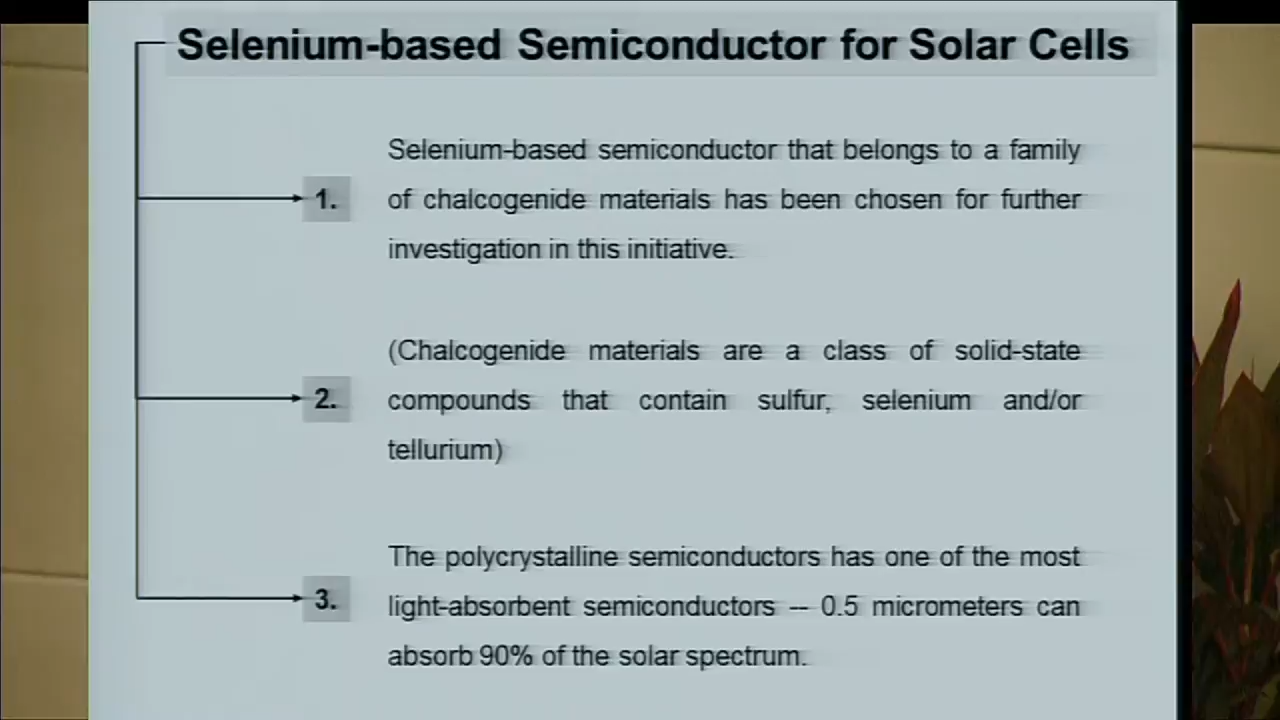 Selenium-based Semiconductor for Solar Cells
Selenium-based semiconductor that belongs to a family
1. of chalcogenide materials has been chosen for further
investigation in this initiative.
(Chalcogenide materials are a class of solid-state
2. compounds that contain sulfur, selenium and/or
tellurium)
The polycrystalline semiconductors has one of the most
3. light-absorbent semiconductors -- 0.5 micrometers can
absorb 90% of the solar spectrum.